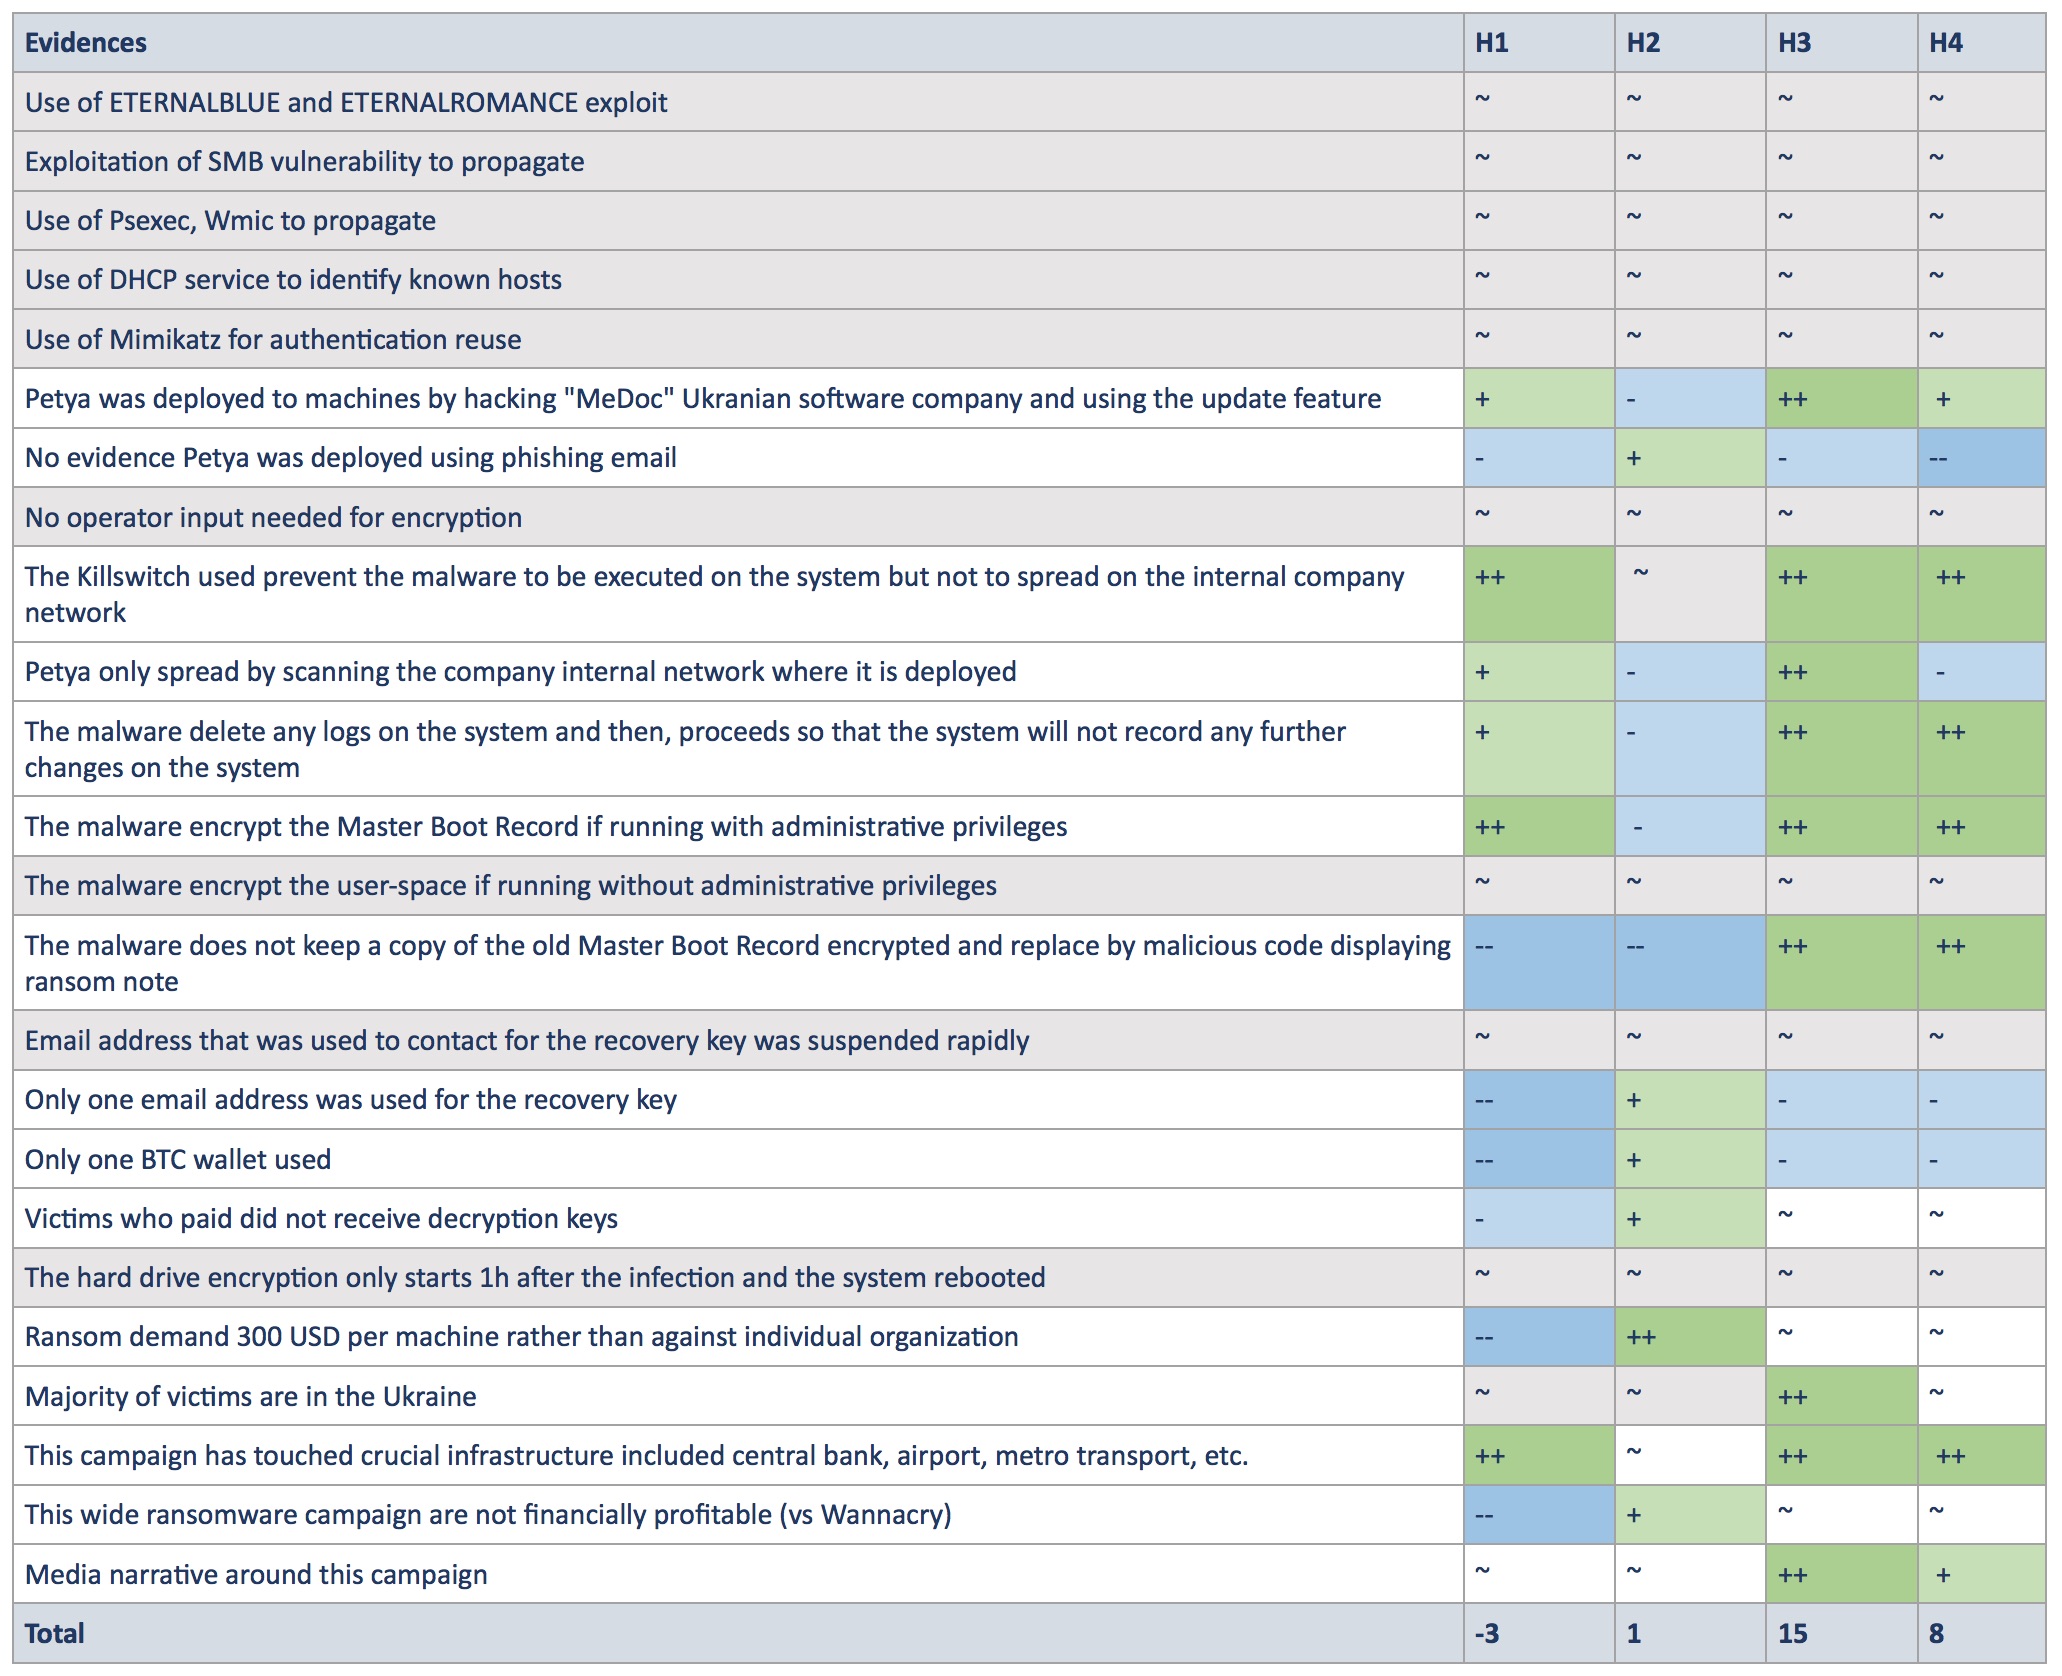 Evidences H1 H2 H3 H4
Use of ETERNALBLUE and ETERNALROMANCE exploit ~ ~ ~ ~
Exploitation of SMB vulnerability to propagate ~ ~ ~ ~
Use of Psexec, Wmic to propagate ~ ~ ~ ~
Use of DHCP service to identify known hosts ~ ~ ~ ~
Use of Mimikatz for authentication reuse ~ ~ ~ ~
Petya was deployed to machines by hacking "MeDoc" Ukranian software company and using the update feature + - ++ +
No evidence Petya was deployed using phishing email - + - --
No operator input needed for encryption ~ ~ ~ ~
The Killswitch used prevent the malware to be executed on the system but not to spread on the internal company ++ ~ ++ ++
network
Petya only spread by scanning the company internal network where it is deployed + - ++ -
The malware delete any logs on the system and then, proceeds so that the system will not record any further + - ++ ++
changes on the system
The malware encrypt the Master Boot Record if running with administrative privileges ++ - ++ ++
The malware encrypt the user-space if running without administrative privileges ~ ~ ~ ~
The malware does not keep a copy of the old Master Boot Record encrypted and replace by malicious code displaying -- -- ++ ++
ransom note
Email address that was used to contact for the recovery key was suspended rapidly ~ ~ ~ ~
Only one email address was used for the recovery key -- + - -
Only one BTC wallet used -- + - -
Victims who paid did not receive decryption keys - + ~ ~
The hard drive encryption only starts 1h after the infection and the system rebooted ~ ~ ~ ~
Ransom demand 300 USD per machine rather than against individual organization -- ++ ~ ~
Majority of victims are in the Ukraine ~ ~ ++ ~
This campaign has touched crucial infrastructure included central bank, airport, metro transport, etc. ++ ~ ++ ++
This wide ransomware campaign are not financially profitable (vs Wannacry) -- + ~ ~
Media narrative around this campaign ~ ~ ++ +
Total -3 1 15 8